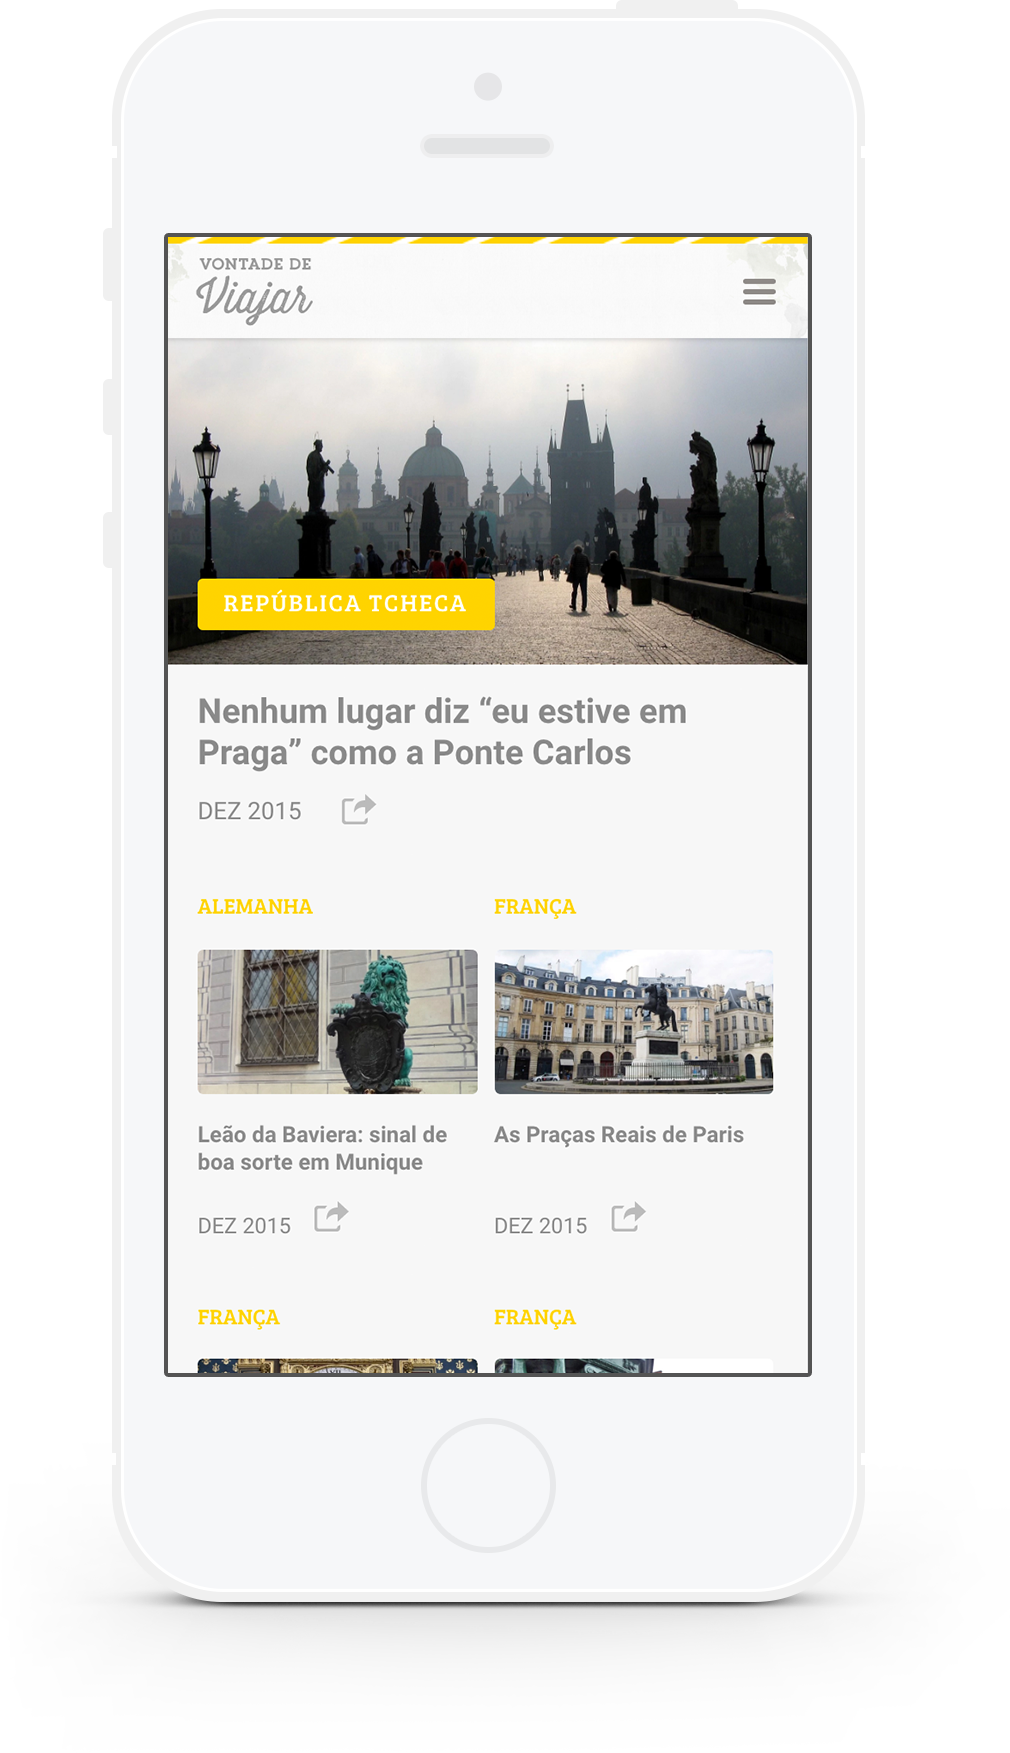 VONTADE DE
Viajar
REPÚBLICA TCHECA
Nenhum lugar diz “eu estive em
Praga” como a Ponte Carlos
DEZ 2015
ALEMANHA
FRANÇA
Leão da Baviera: sinal de
boa sorte em Munique
As Praças Reais de Paris
DEZ 2015
DEZ 2015
FRANÇA
FRANÇA